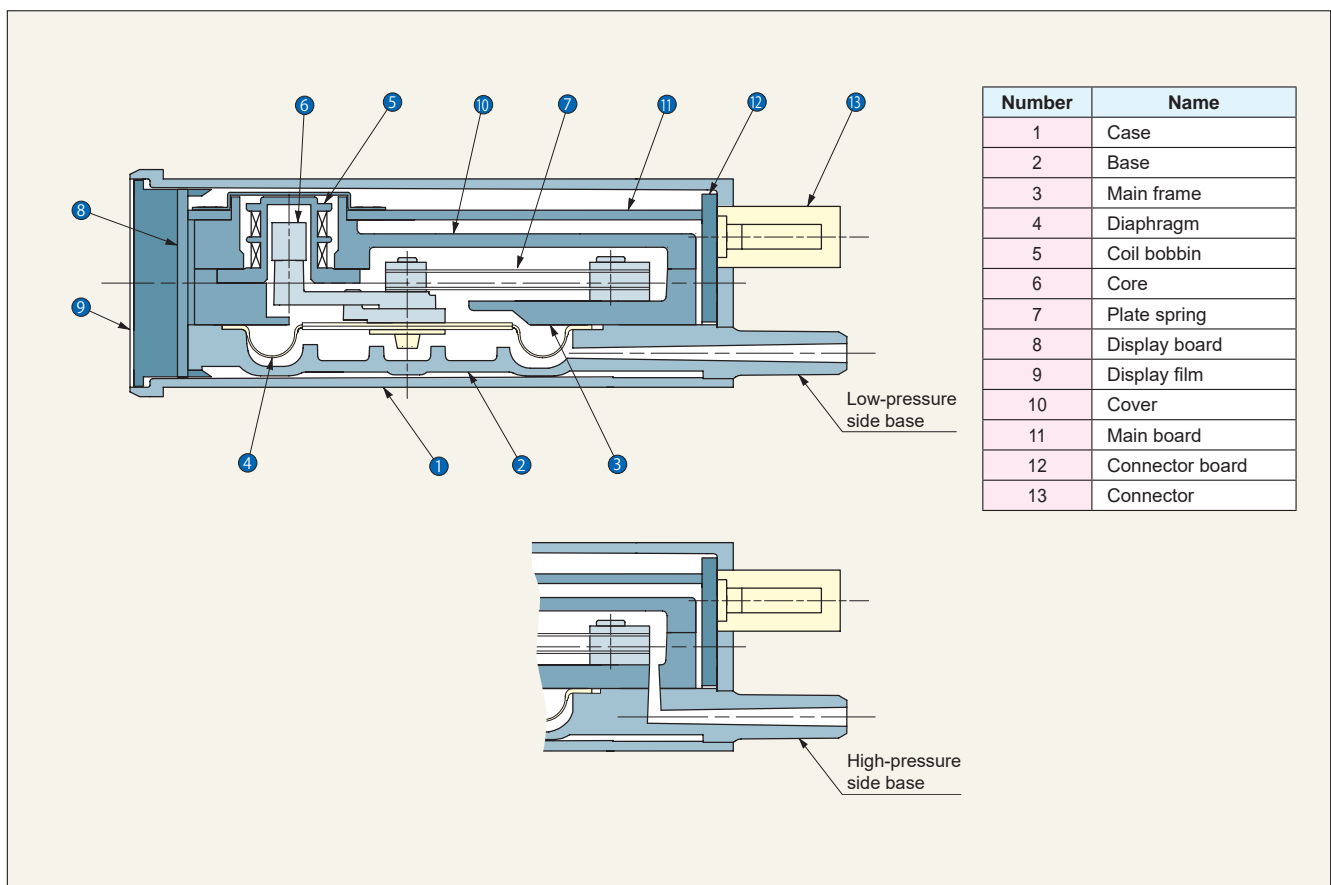 6
5
10
7
11
12
13
8
9
4
1
2
3
Low-pressure
side base
High-pressure
side base
Number Name
1 Case
2 Base
3 Main frame
4 Diaphragm
5 Coil bobbin
6 Core
7 Plate spring
8 Display board
9 Display film
10 Cover
11 Main board
12 Connector board
13 Connector